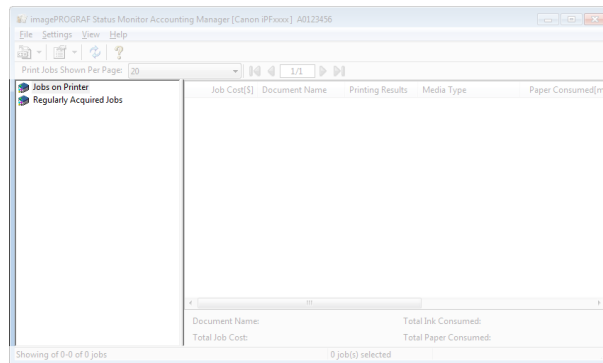 imagePROGRAF Status Monitor Accounting Manager [Canon iPFxxxx] A0123456
File Settings View Help
Print Jobs Shown Per Page: 20 1/1
Jobs on Printer
Regularly Acquired Jobs
Job Cost[$] Document Name Printing Results Media Type Paper Consumed[m
Document Name: Total Ink Consumed:
Total Job Cost: Total Paper Consumed:
Showing of 0-0 of 0 jobs 0 job(s) selected